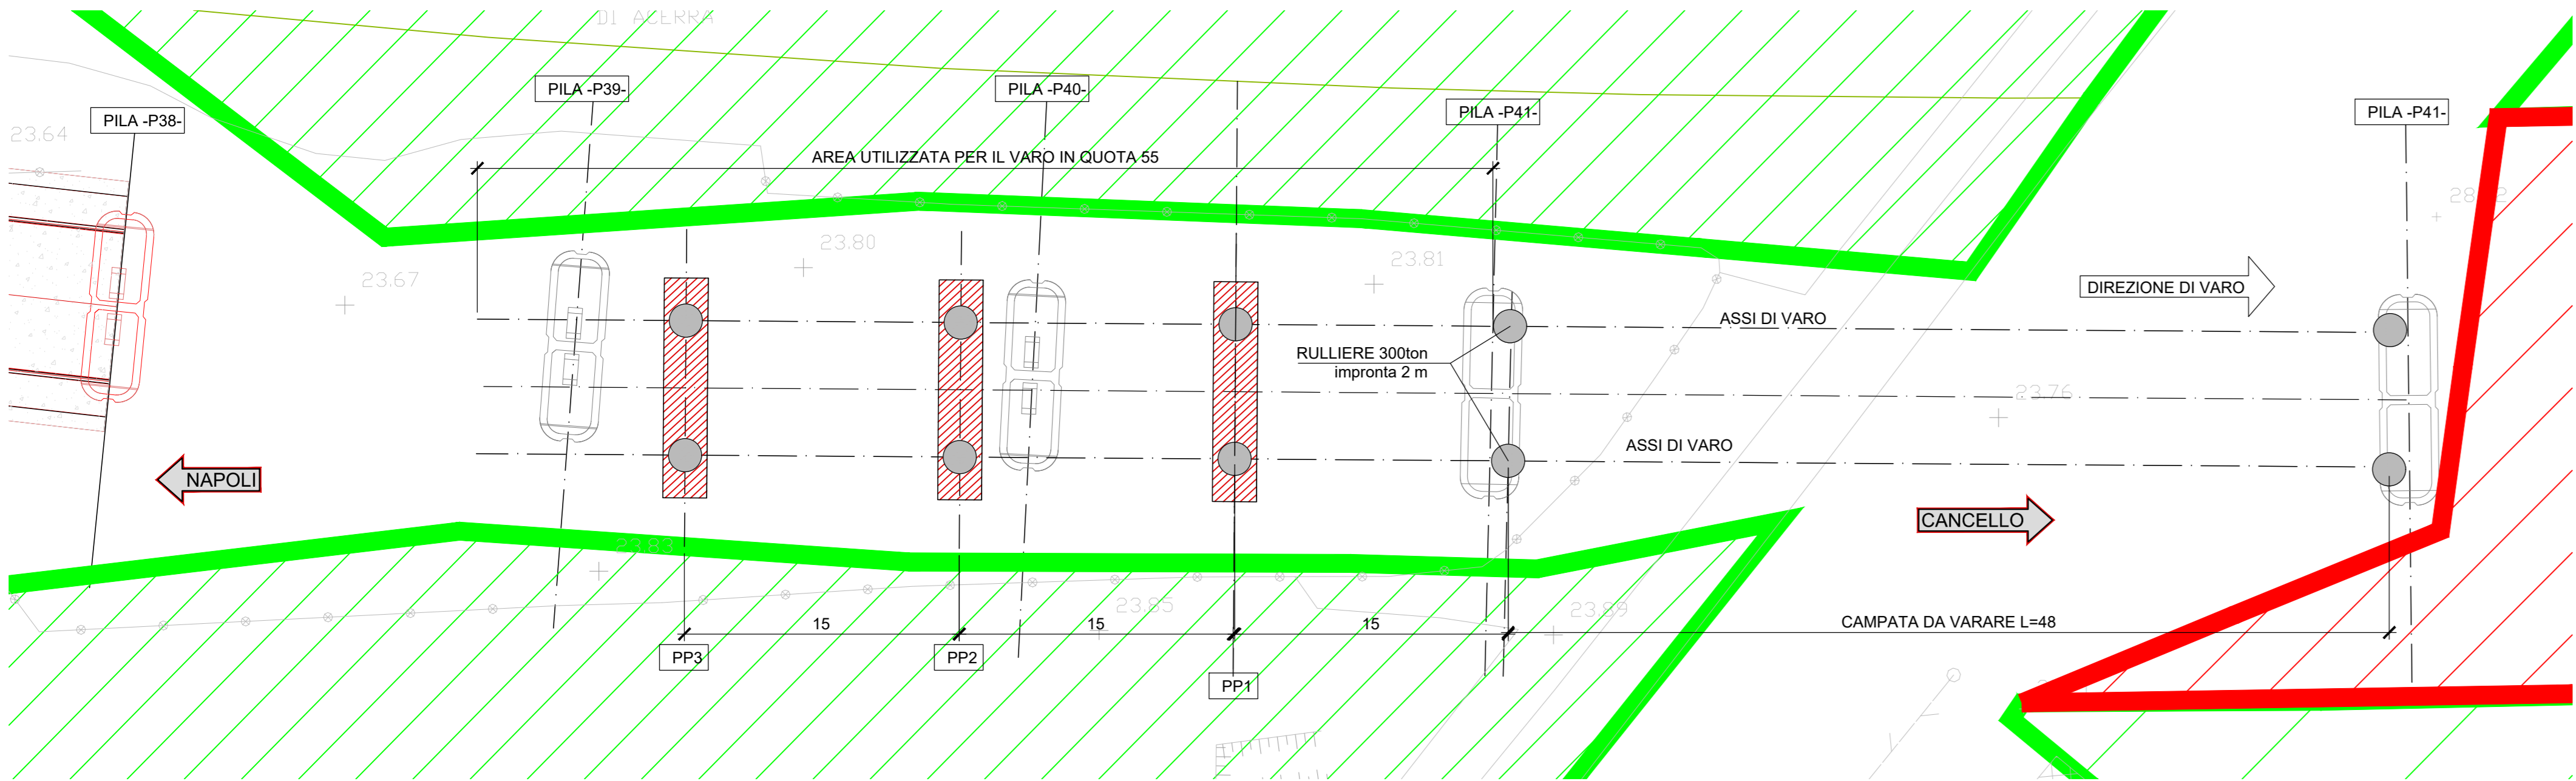 DI ACERRA
PILA -P39-
PILA -P40-
PILA -P41-
PILA -P41-
PILA -P38-
23.64
AREA UTILIZZATA PER IL VARO IN QUOTA 55
23.80
23.81
23.67
DIREZIONE DI VARO
ASSI DI VARO
RULLIERE 300ton
impronta 2 m
23.76
ASSI DI VARO
NAPOLI
CANCELLO
23.83
23.85
23.89
15
15
15
CAMPATA DA VARARE L=48
PP3
PP2
PP1